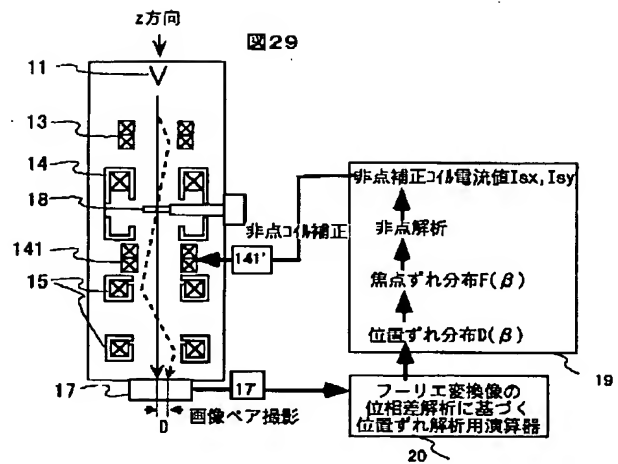 z方向
図29
11
13
14
18
141
15
17
D
画像ペア撮影
非点コイル補正
141'
17
非点補正コイル電流値Isx, Isy
非点解析
焦点ずれ分布F(β)
位置ずれ分布D(β)
19
フーリエ変換像の
位相差解析に基づく
位置ずれ解析用演算器
20